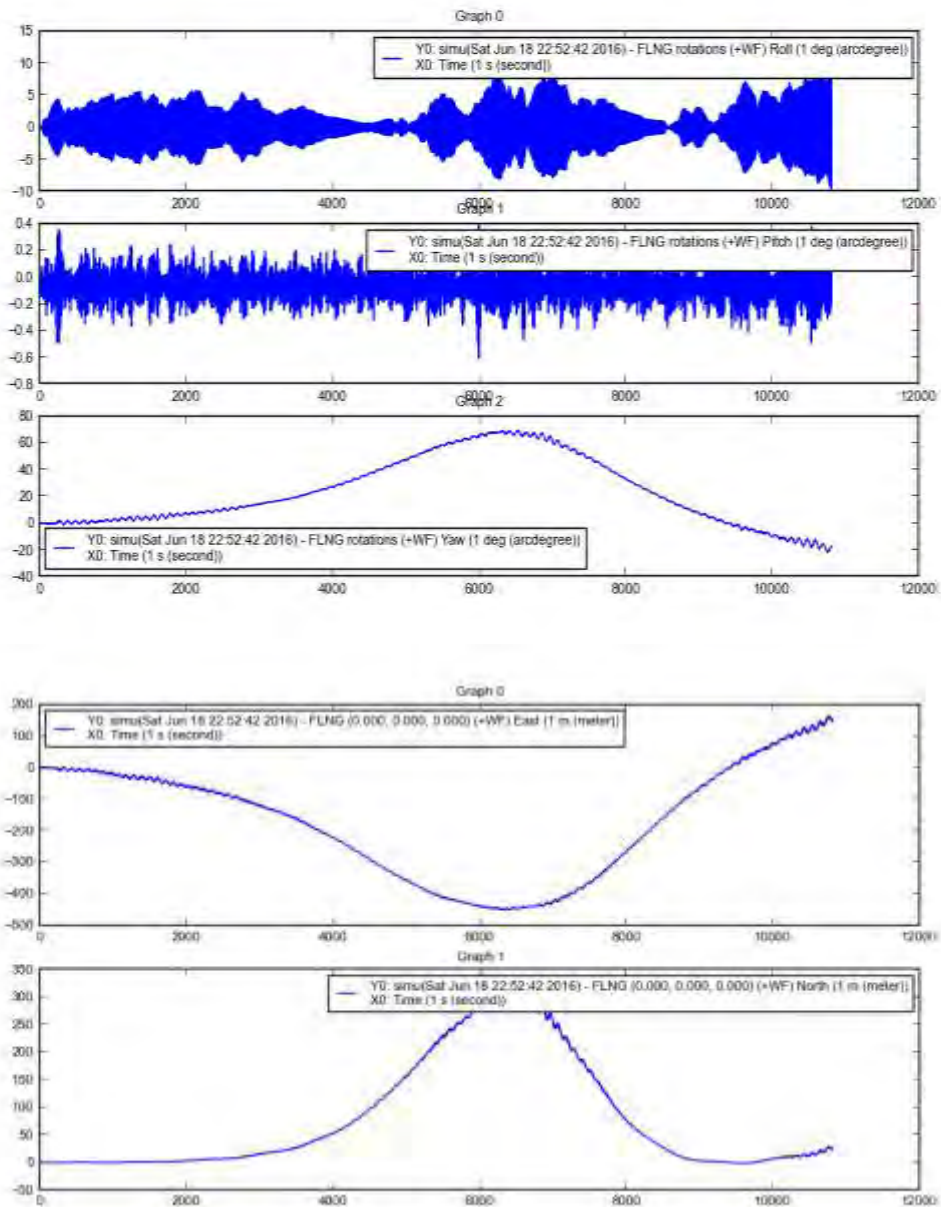 Graph 0
15
10
5
0
−5
−10
Y0: simu(Sat Jun 18 22:52:42 2016) - FLNG rotations (+WF) Roll (1 deg (arcdegree))
X0: Time (1 s (second))
0 2000 4000 6000 8000 10000 12000
Graph 1
0.4
0.2
0.0
−0.2
−0.4
−0.6
−0.8
Y0: simu(Sat Jun 18 22:52:42 2016) - FLNG rotations (+WF) Pitch (1 deg (arcdegree))
X0: Time (1 s (second))
0 2000 4000 6000 8000 10000 12000
Graph 2
80
60
40
20
0
−20
−40
Y0: simu(Sat Jun 18 22:52:42 2016) - FLNG rotations (+WF) Yaw (1 deg (arcdegree))
X0: Time (1 s (second))
0 2000 4000 6000 8000 10000 12000
Graph 0
200
100
0
−100
−200
−300
−400
−500
Y0: simu(Sat Jun 18 22:52:42 2016) - FLNG (0.000, 0.000, 0.000) (+WF) East (1 m (meter))
X0: Time (1 s (second))
0 2000 4000 6000 8000 10000 12000
Graph 1
350
300
250
200
150
100
50
0
−50
Y0: simu(Sat Jun 18 22:52:42 2016) - FLNG (0.000, 0.000, 0.000) (+WF) North (1 m (meter))
X0: Time (1 s (second))
0 2000 4000 6000 8000 10000 12000